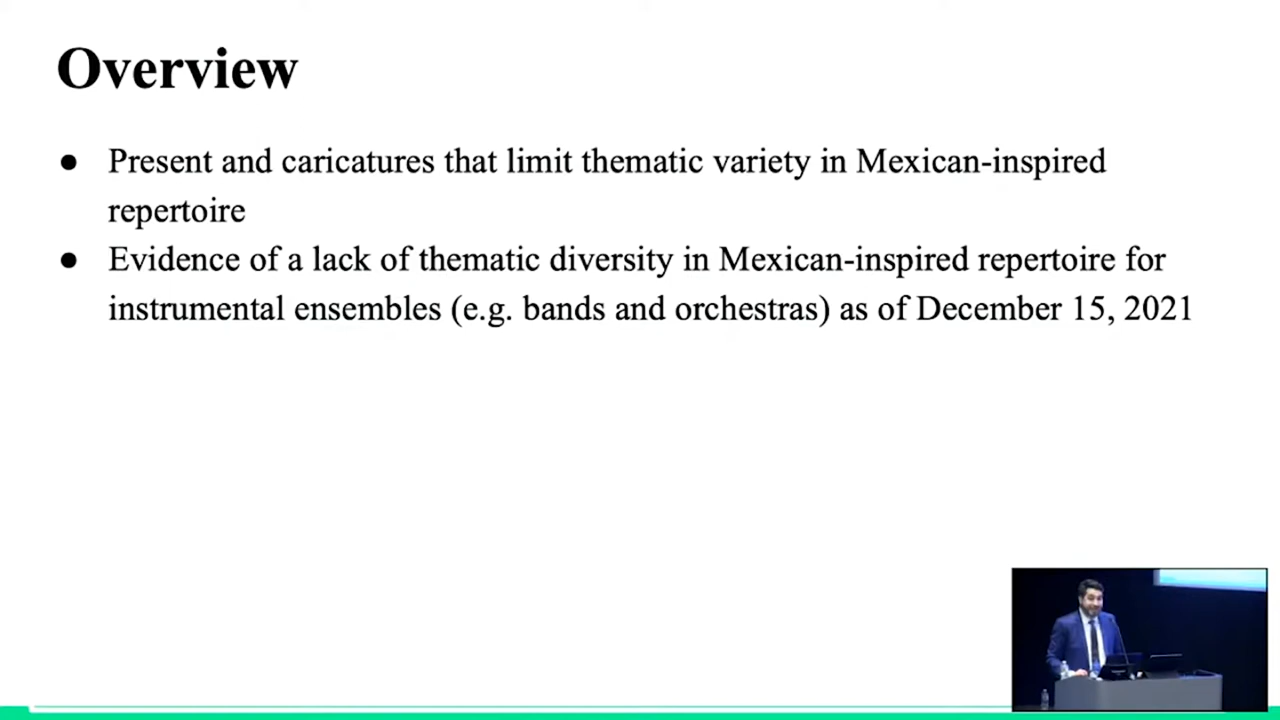 Overview
● Present and caricatures that limit thematic variety in Mexican-inspired
repertoire
● Evidence of a lack of thematic diversity in Mexican-inspired repertoire for
instrumental ensembles (e.g. bands and orchestras) as of December 15, 2021